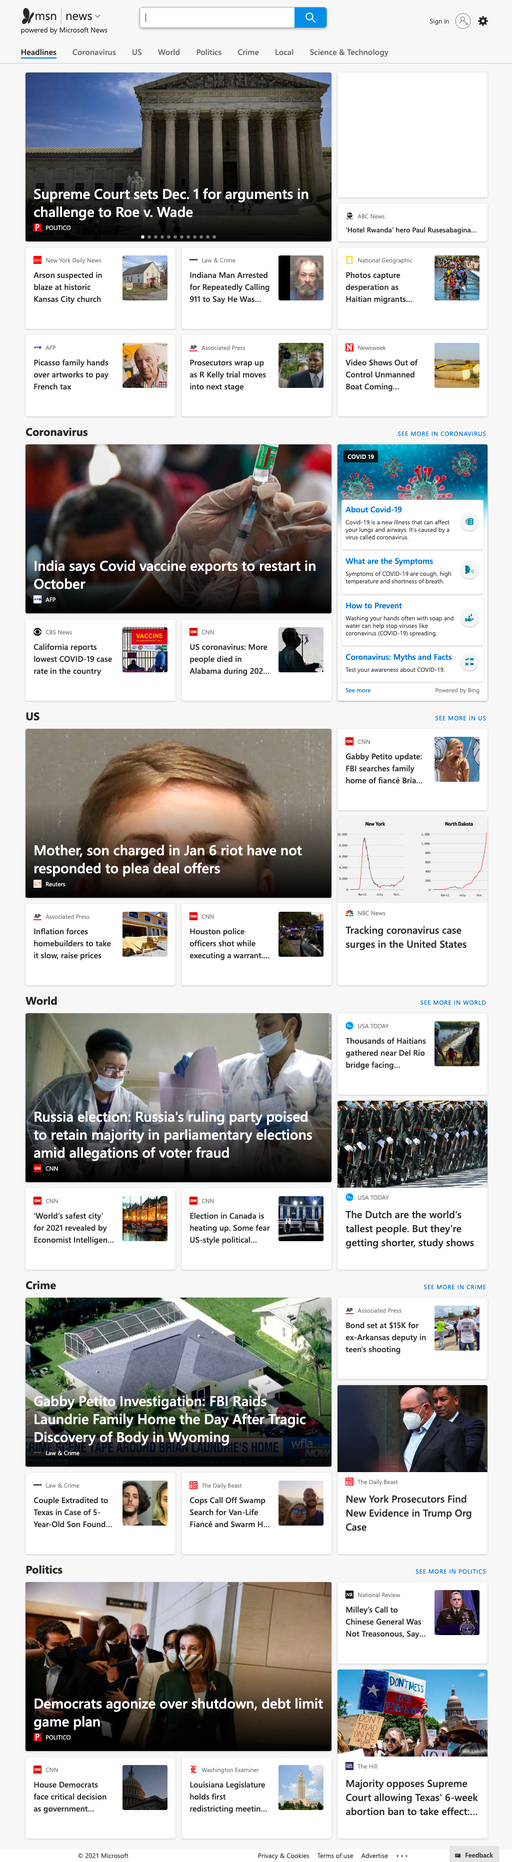 msn news
powered by Microsoft News
Sign in
Headlines Coronavirus US World Politics Crime Local Science & Technology
Supreme Court sets Dec. 1 for arguments in
challenge to Roe v. Wade
POLITICO
ABC News
'Hotel Rwanda' hero Paul Rusesabagina...
New York Daily News
Arson suspected in
blaze at historic
Kansas City church
Law & Crime
Indiana Man Arrested
for Repeatedly Calling
911 to Say He Was...
National Geographic
Photos capture
desperation as
Haitian migrants...
AFP
Picasso family hands
over artworks to pay
French tax
Associated Press
Prosecutors wrap up
as R Kelly trial moves
into next stage
Newsweek
Video Shows Out of
Control Unmanned
Boat Coming...
Coronavirus
SEE MORE IN CORONAVIRUS
India says Covid vaccine exports to restart in
October
AFP
COVID 19
About Covid-19
Covid-19 is a new illness that can affect
your lungs and airways. It's caused by a
virus called coronavirus.
What are the Symptoms
Symptoms of COVID-19 are cough, high
temperature and shortness of breath.
How to Prevent
Washing your hands often with soap and
water can help stop viruses like
coronavirus (COVID-19) spreading.
Coronavirus: Myths and Facts
Test your awareness about COVID-19.
See more
Powered by Bing
CBS News
California reports
lowest COVID-19 case
rate in the country
VACCINE
CNN
US coronavirus: More
people died in
Alabama during 202...
US
SEE MORE IN US
Mother, son charged in Jan 6 riot have not
responded to plea deal offers
Reuters
CNN
Gabby Petito update:
FBI searches family
home of fiancé Bria...
New York
North Dakota
NBC News
Tracking coronavirus case
surges in the United States
Associated Press
Inflation forces
homebuilders to take
it slow, raise prices
CNN
Houston police
officers shot while
executing a warrant....
World
SEE MORE IN WORLD
Russia election: Russia's ruling party poised
to retain majority in parliamentary elections
amid allegations of voter fraud
CNN
USA TODAY
Thousands of Haitians
gathered near Del Rio
bridge facing...
USA TODAY
The Dutch are the world's
tallest people. But they're
getting shorter, study shows
CNN
'World's safest city'
for 2021 revealed by
Economist Intelligen...
CNN
Election in Canada is
heating up. Some fear
US-style political...
Crime
SEE MORE IN CRIME
Gabby Petito Investigation: FBI Raids
Laundrie Family Home the Day After Tragic
Discovery of Body in Wyoming
CRIME SCENE TAPE AROUND BRIAN LAUNDRIE'S HOME
wfla NOW
Law & Crime
Associated Press
Bond set at $15K for
ex-Arkansas deputy in
teen's shooting
The Daily Beast
New York Prosecutors Find
New Evidence in Trump Org
Case
Law & Crime
Couple Extradited to
Texas in Case of 5-
Year-Old Son Found...
The Daily Beast
Cops Call Off Swamp
Search for Van-Life
Fiancé and Swarm H...
Politics
SEE MORE IN POLITICS
Democrats agonize over shutdown, debt limit
game plan
POLITICO
National Review
Milley's Call to
Chinese General Was
Not Treasonous, Say...
DON'T MESS
The Hill
Majority opposes Supreme
Court allowing Texas' 6-week
abortion ban to take effect:...
CNN
House Democrats
face critical decision
as government...
Washington Examiner
Louisiana Legislature
holds first
redistricting meetin...
© 2021 Microsoft
Privacy & Cookies Terms of use Advertise ...
Feedback